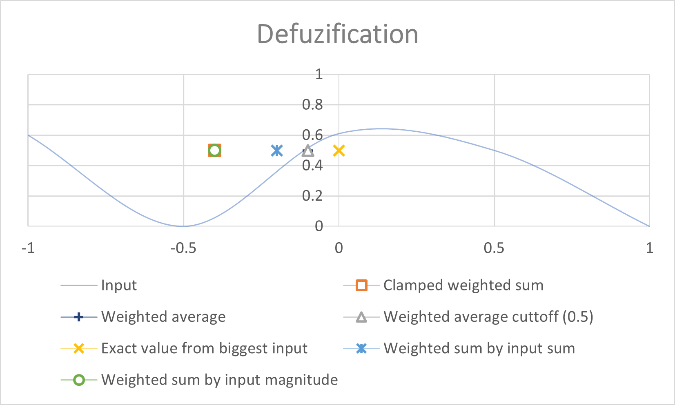 Defuzification
1
0.8
0.6
0.4
0.2
0
-1 -0.5 0 0.5 1
Input Clamped weighted sum
Weighted average Weighted average cuttoff (0.5)
Exact value from biggest input Weighted sum by input sum
Weighted sum by input magnitude